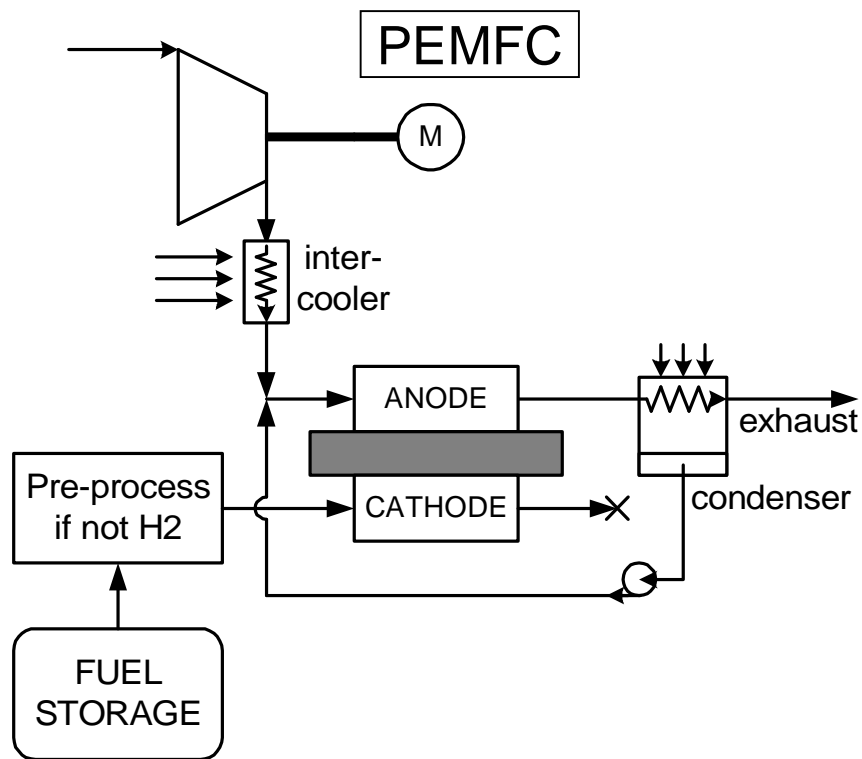 PEMFC
M
inter-
cooler
ANODE
exhaust
Pre-process
if not H2
CATHODE
condenser
FUEL
STORAGE